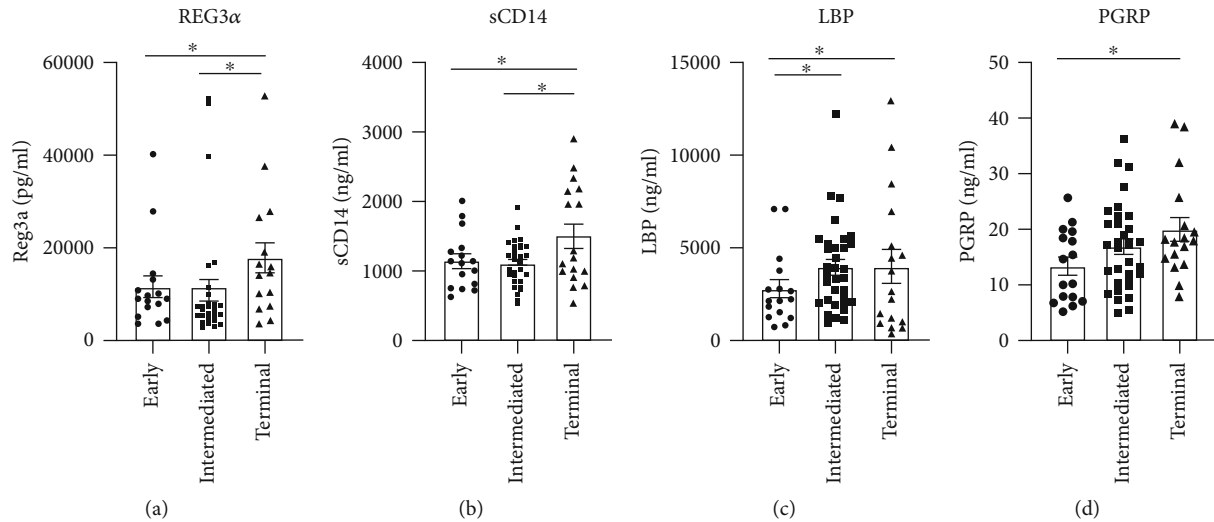 REG3α
*
*
60000
40000
20000
0
Reg3a (pg/ml)
Early
Intermediated
Terminal
(a)
sCD14
*
*
4000
3000
2000
1000
0
sCD14 (ng/ml)
Early
Intermediated
Terminal
(b)
LBP
*
*
15000
10000
5000
0
LBP (ng/ml)
Early
Intermediated
Terminal
(c)
PGRP
*
50
40
30
20
10
0
PGRP (ng/ml)
Early
Intermediated
Terminal
(d)